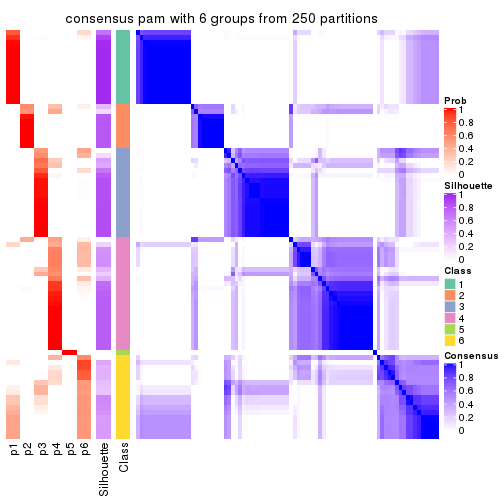 consensus pam with 6 groups from 250 partitions
Prob
1
0.8
0.6
0.4
0.2
0
Silhouette
1
0.8
0.6
0.4
0.2
0
Class
1
2
3
4
5
6
Consensus
1
0.8
0.6
0.4
0.2
0
p1
p2
p3
p4
p5
p6
Silhouette
Class